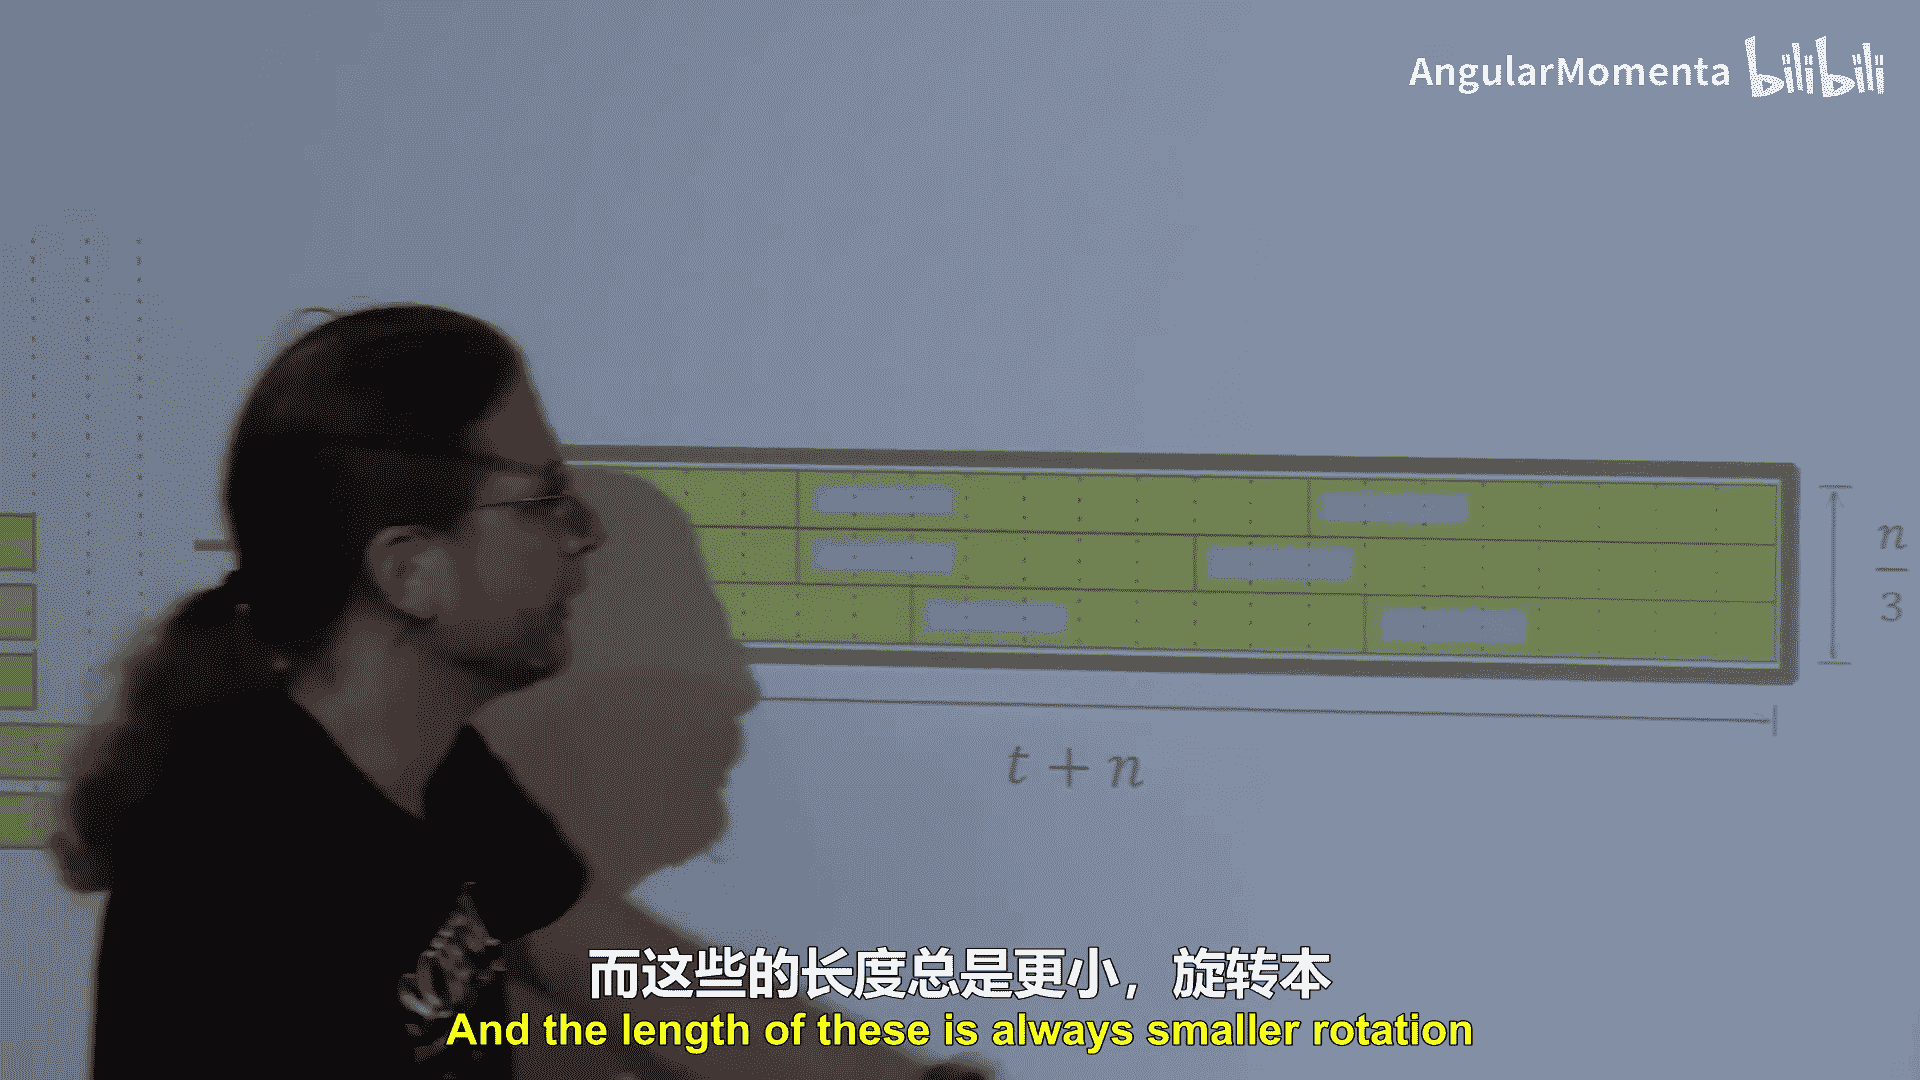 AngularMomenta bilibili
n
3
t + n
而这些的长度总是更小，旋转本
And the length of these is always smaller rotation